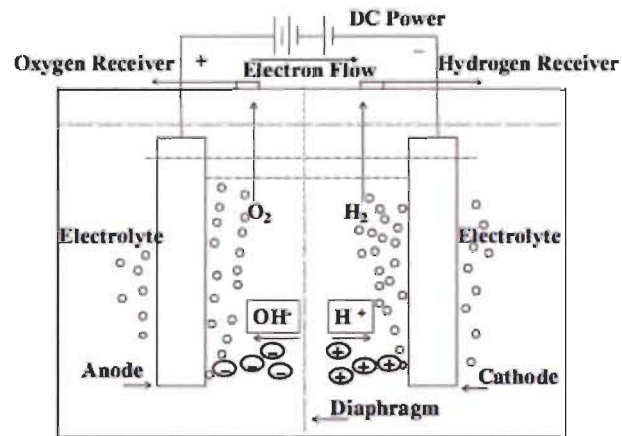 DC Power
+
−
Oxygen Receiver
Electron Flow
Hydrogen Receiver
O₂
H₂
Electrolyte
Electrolyte
OH⁻
H⁺
Anode
Cathode
Diaphragm